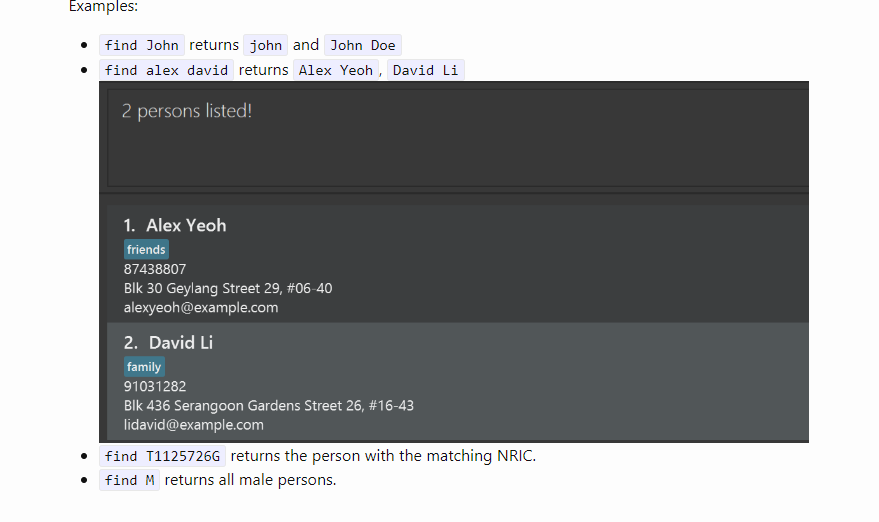 Examples:
find John returns john and John Doe
find alex david returns Alex Yeoh, David Li
2 persons listed!
1. Alex Yeoh
friends
87438807
Blk 30 Geylang Street 29, #06-40
alexyeoh@example.com
2. David Li
family
91031282
Blk 436 Serangoon Gardens Street 26, #16-43
lidavid@example.com
find T1125726G returns the person with the matching NRIC.
find M returns all male persons.